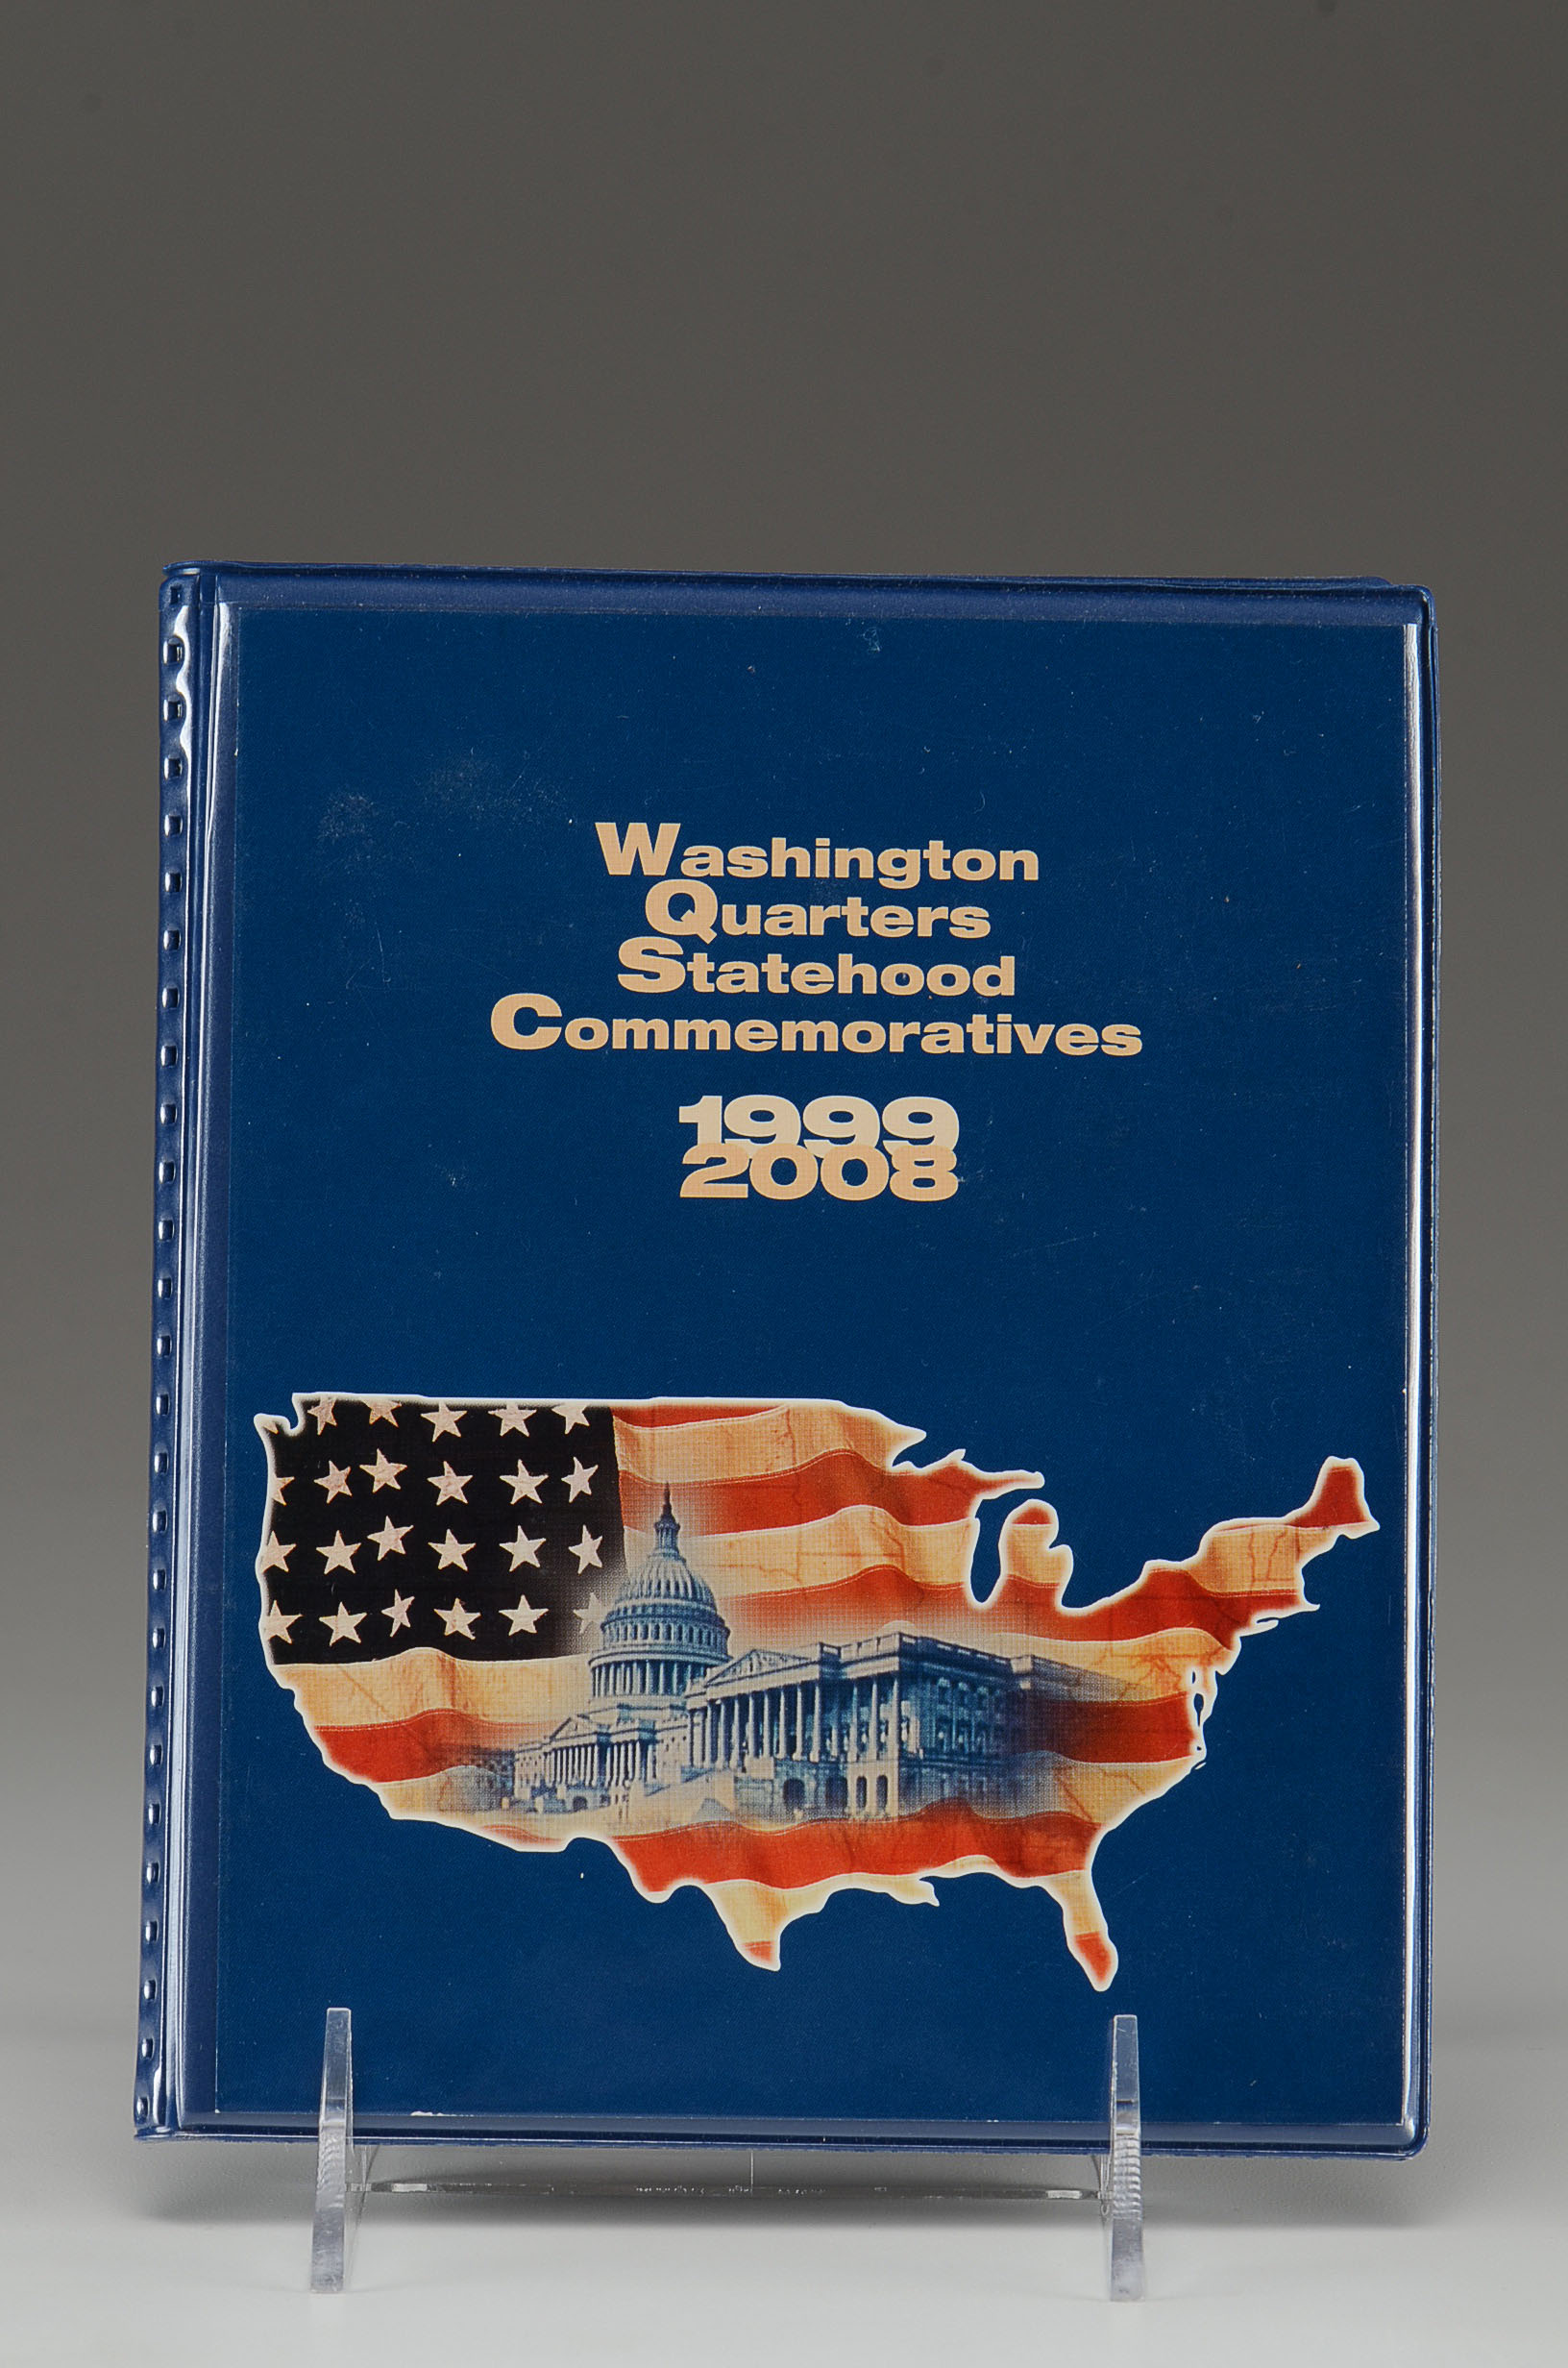 Washington
Quarters
Statehood
Commemoratives
1999
2008